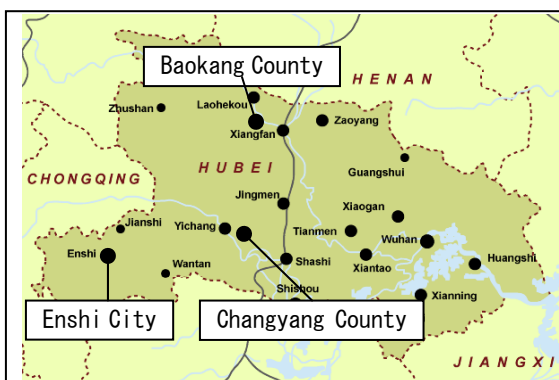 Baokang County
HENAN
Laohekou
Zhushan
Zaoyang
Xiangfan
Guangshui
HUBEI
CHONGQING
Jingmen
Xiaogan
Jianshi
Yichang
Tianmen
Wuhan
Enshi
Wantan
Shashi
Xiantao
Huangshi
Shishou
Xianning
Enshi City
Changyang County
JIANGXI